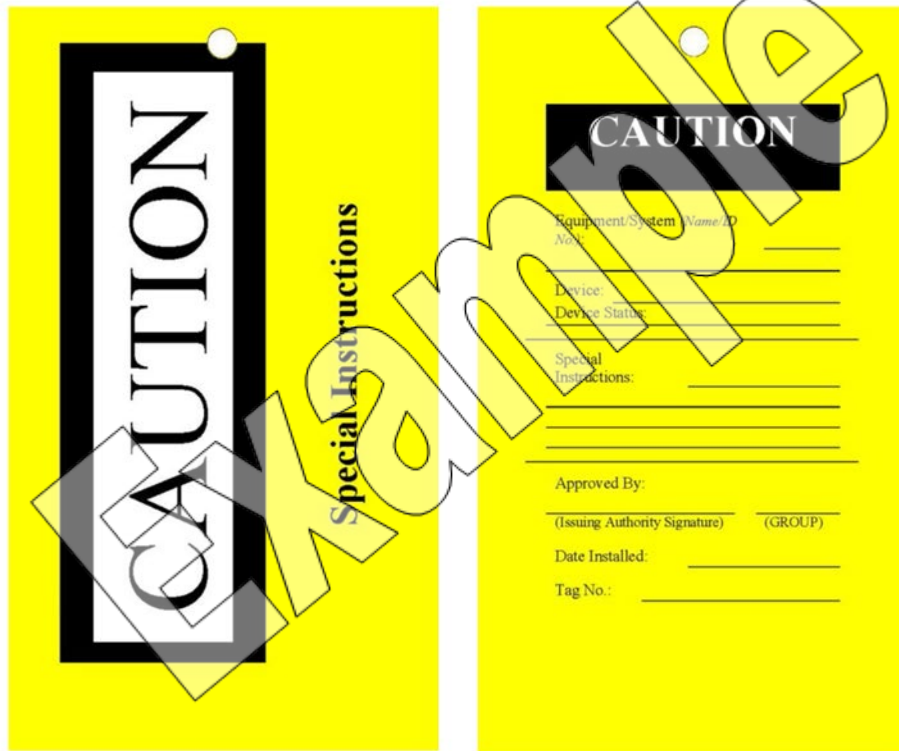 CAUTION
Special Instructions
CAUTION
Equipment/System (Name/ID
No.):
Device:
Device Status:
Special
Instructions:
Approved By:
(Issuing Authority Signature) (GROUP)
Date Installed:
Tag No.:
Example